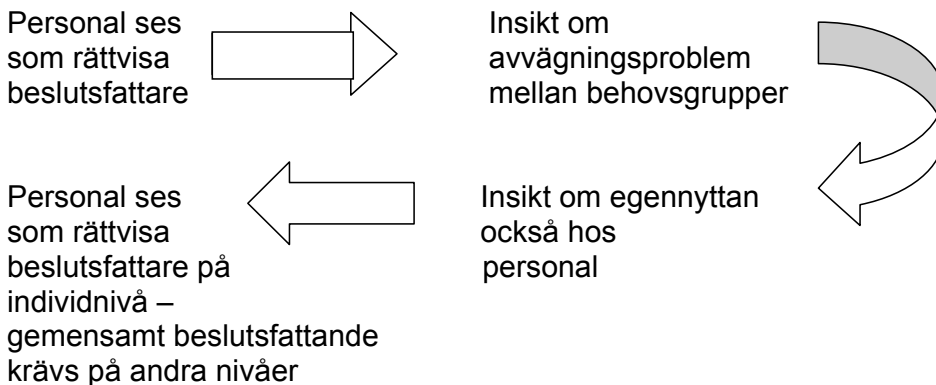 Personal ses
som rättvisa
beslutsfattare
Insikt om
avvägningsproblem
mellan behovsgrupper
Insikt om egennyttan
också hos
personal
Personal ses
som rättvisa
beslutsfattare på
individnivå –
gemensamt beslutsfattande
krävs på andra nivåer